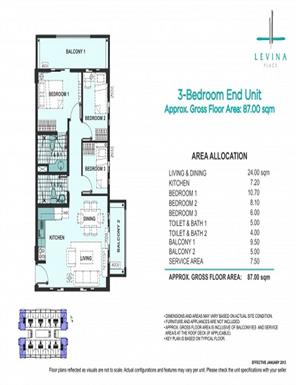 LEVINA
PLACE
3-Bedroom End Unit
Approx. Gross Floor Area: 87.00 sqm
BALCONY 1
BEDROOM 1
BEDROOM 2
BEDROOM 3
DINING
KITCHEN
LIVING
BALCONY 2
AREA ALLOCATION
LIVING & DINING 24.00 sqm
KITCHEN 7.20
BEDROOM 1 10.70
BEDROOM 2 8.10
BEDROOM 3 6.00
TOILET & BATH 1 5.00
TOILET & BATH 2 4.00
BALCONY 1 9.50
BALCONY 2 5.00
SERVICE AREA 7.50
APPROX. GROSS FLOOR AREA: 87.00 sqm
• DIMENSIONS AND AREAS MAY VARY BASED ON ACTUAL SITE CONDITION.
• FURNITURE AND APPLIANCES ARE NOT INCLUDED.
• APPROX. GROSS FLOOR AREA IS INCLUSIVE OF BALCONY/IES AND SERVICE
AREAS AT THE ROOF DECK (IF APPLICABLE).
• KEY PLAN IS BASED ON TYPICAL FLOOR.
EFFECTIVE JANUARY 2013
Floor plans reflected as visuals are not to scale. Actual configurations and features may vary per unit. Please check the unit specifications with your seller.